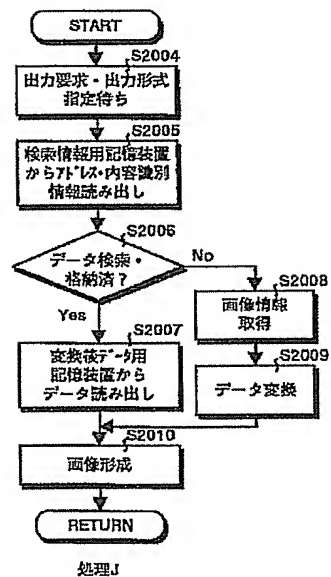 START
S2004
出力要求・出力形式
指定待ち
S2005
検索情報用記憶装置
からアドレス・内容識別
情報読み出し
S2006
データ検索・
格納済?
No
Yes
S2008
画像情報
取得
S2007
変換後データ用
記憶装置から
データ読み出し
S2009
データ変換
S2010
画像形成
RETURN
処理J